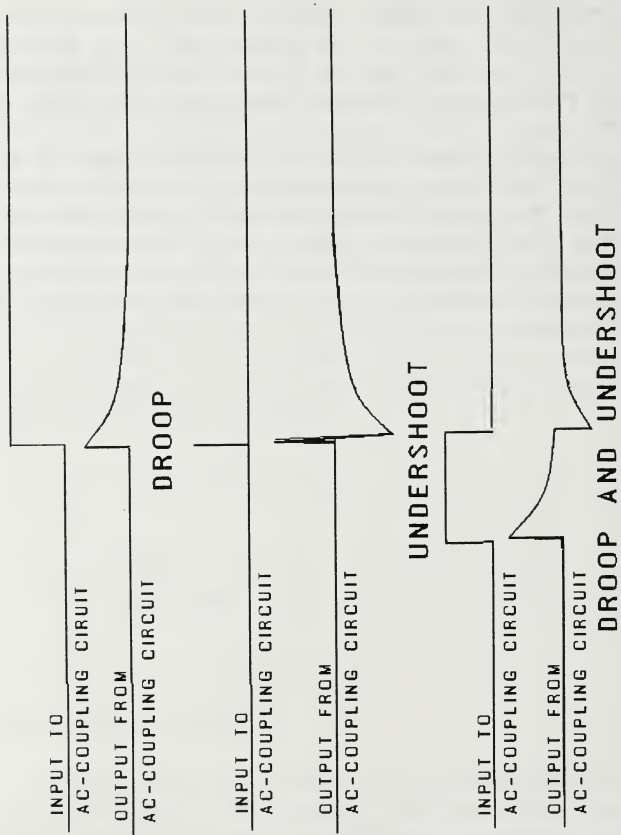 INPUT TO
AC-COUPLING CIRUIT
OUTPUT FROM
AC-COUPLING CIRCUIT
DROOP
INPUT TO
AC-COUPLING CIRCUIT
OUTPUT FROM
AC-COUPLING CIRCUIT
UNDERSHOOT
INPUT TO
AC-COUPLING CIRCUIT
OUTPUT FROM
AC-COUPLING CIRCUIT
DROOP AND UNDERSHOOT